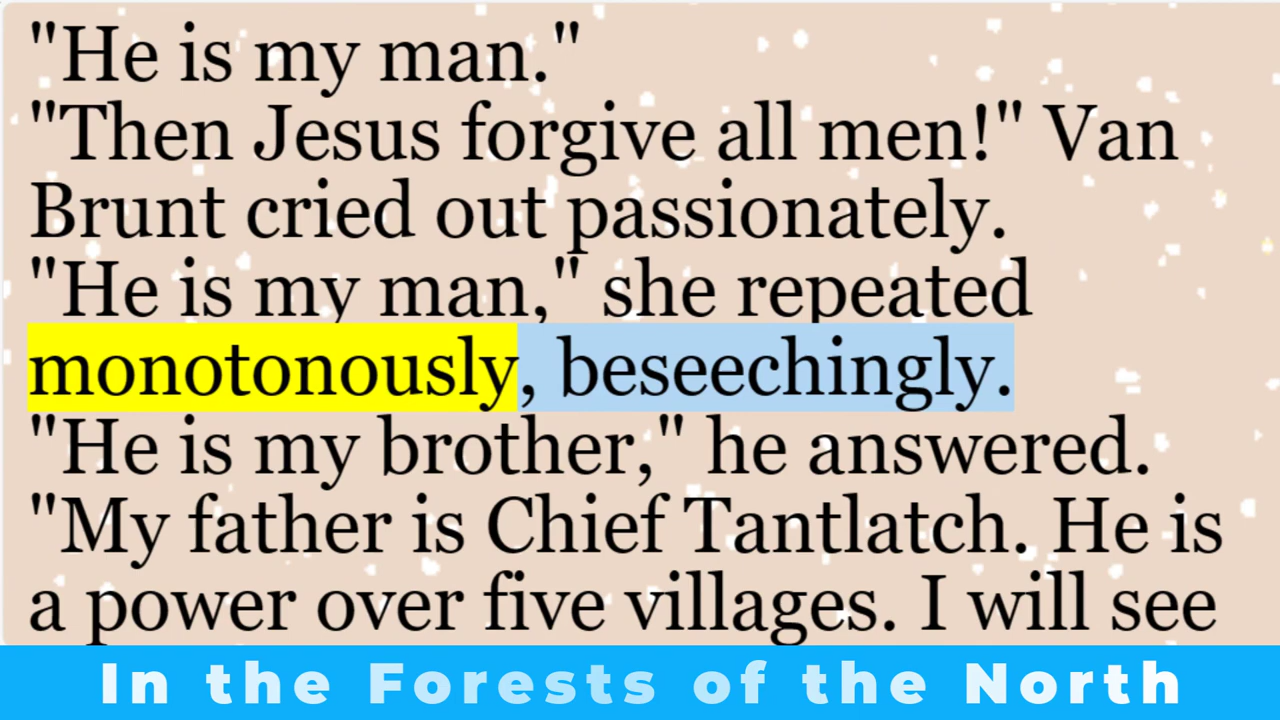 "He is my man."
"Then Jesus forgive all men!" Van
Brunt cried out passionately.
"He is my man," she repeated
monotonously, beseechingly.
"He is my brother," he answered.
"My father is Chief Tantlatch. He is
a power over five villages. I will see
In the Forests of the North